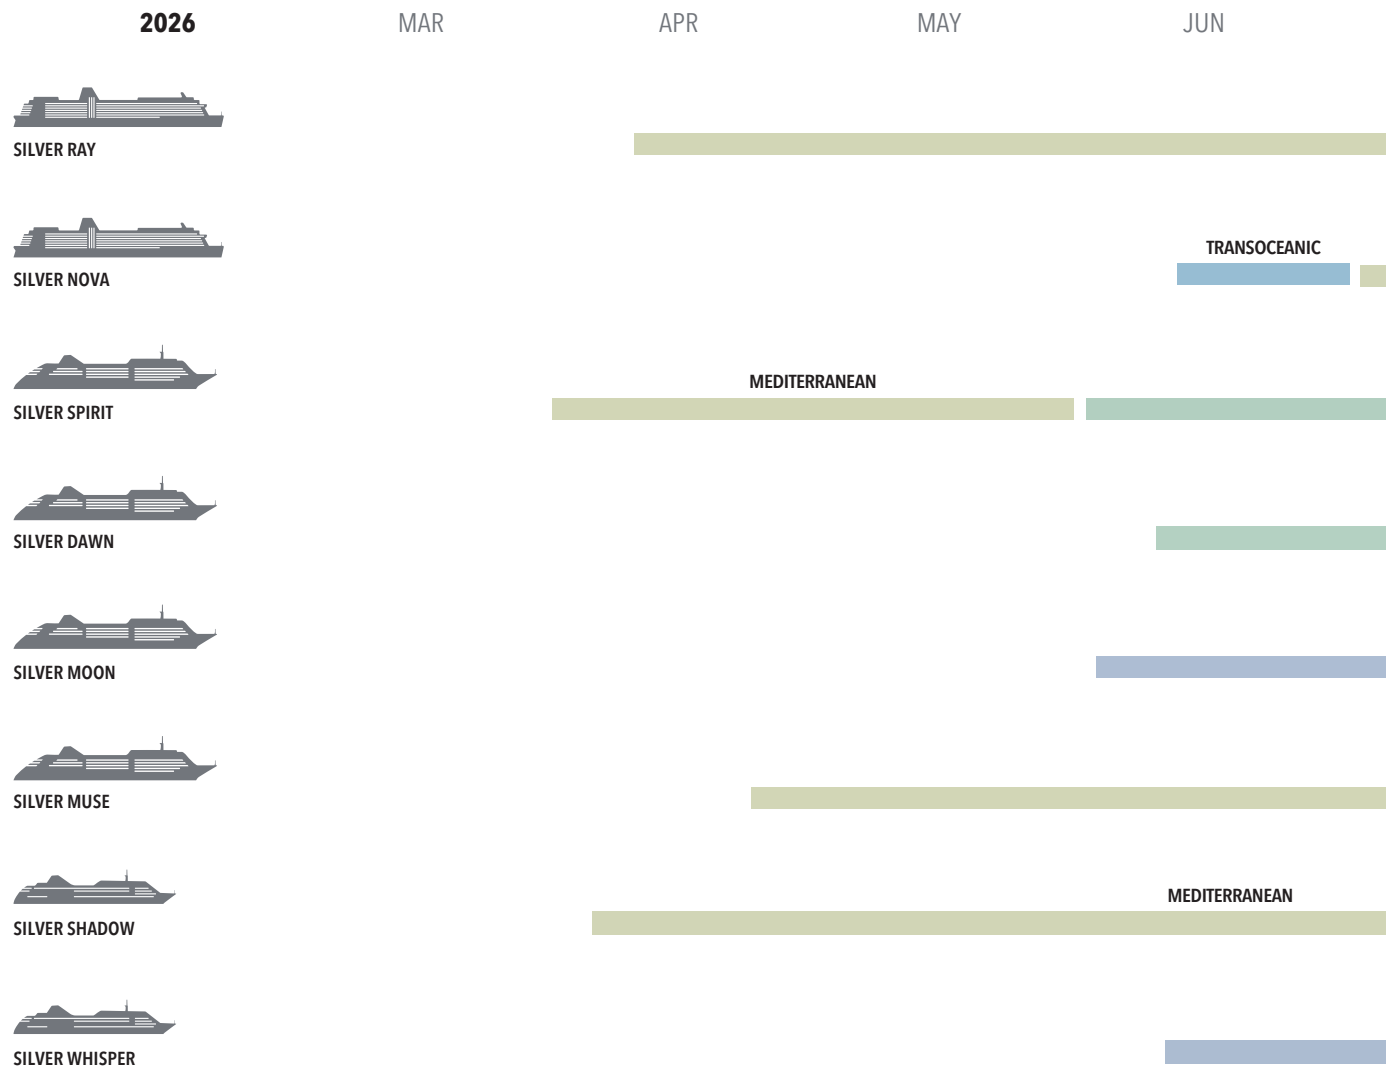 2026 MAR APR MAY JUN
SILVER RAY
TRANSOCEANIC
SILVER NOVA
MEDITERRANEAN
SILVER SPIRIT
SILVER DAWN
SILVER MOON
SILVER MUSE
MEDITERRANEAN
SILVER SHADOW
SILVER WHISPER